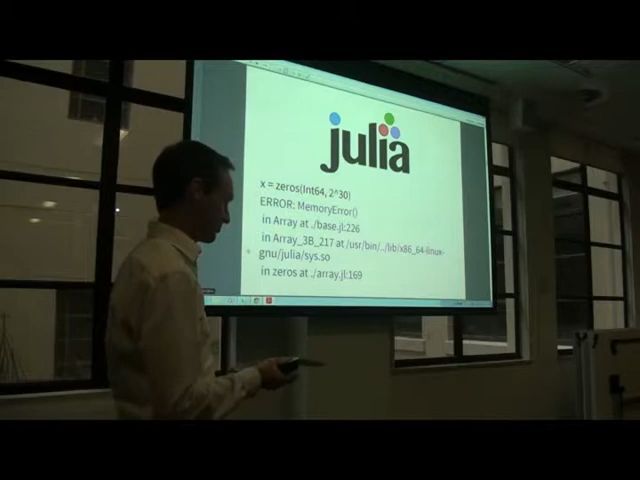 julia
x = zeros(Int64, 2^30)
ERROR: MemoryError()
in Array at ./base.jl:226
in Array_3B_217 at /usr/bin/../lib/x86_64-linux-
gnu/julia/sys.so
in zeros at ./array.jl:169